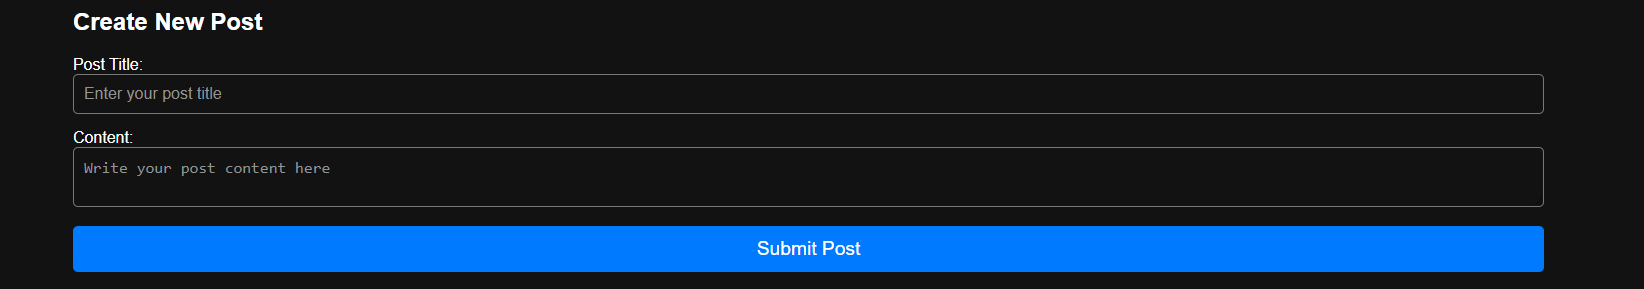 Create New Post
Post Title:
Enter your post title
Content:
Write your post content here
Submit Post